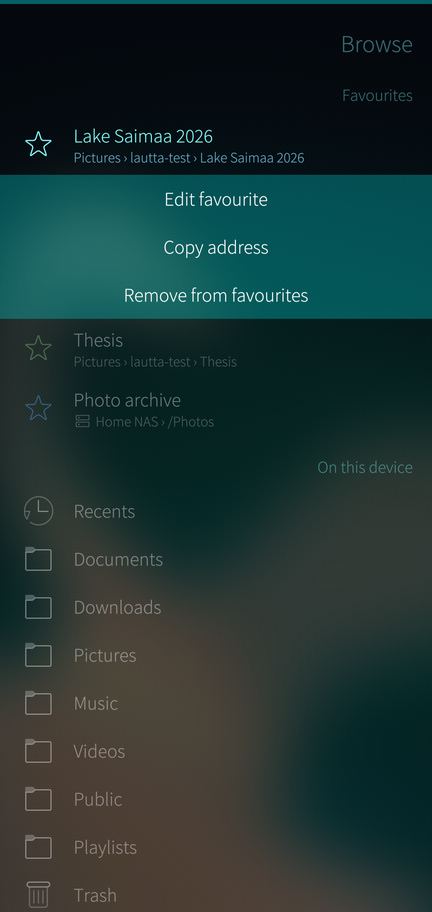 Browse
Favourites
Lake Saimaa 2026
Pictures › lautta-test › Lake Saimaa 2026
Edit favourite
Copy address
Remove from favourites
Thesis
Pictures › lautta-test › Thesis
Photo archive
Home NAS › /Photos
On this device
Recents
Documents
Downloads
Pictures
Music
Videos
Public
Playlists
Trash